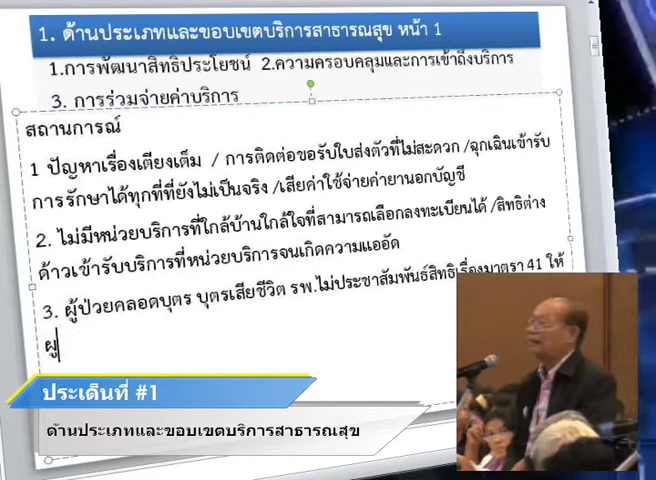 1. ด้านประเภทและขอบเขตบริการสาธารณสุข หน้า 1
1.การพัฒนาสิทธิประโยชน์ 2.ความครอบคลุมและการเข้าถึงบริการ
3. การร่วมจ่ายค่าบริการ
สถานการณ์
1 ปัญหาเรื่องเตียงเต็ม / การติดต่อขอรับใบส่งตัวที่ไม่สะดวก /ฉุกเฉินเข้ารับ
การรักษาได้ทุกที่ที่ยังไม่เป็นจริง /เสียค่าใช้จ่ายค่ายานอกบัญชี
2. ไม่มีหน่วยบริการที่ใกล้บ้านใกล้ใจที่สามารถเลือกลงทะเบียนได้ /สิทธิต่าง
ด้าวเข้ารับบริการที่หน่วยบริการจนเกิดความแออัด
3. ผู้ป่วยคลอดบุตร บุตรเสียชีวิต รพ.ไม่ประชาสัมพันธ์สิทธิเรื่องมาตรา 41 ให้
ผู
ประเด็นที่ #1
ด้านประเภทและขอบเขตบริการสาธารณสุข